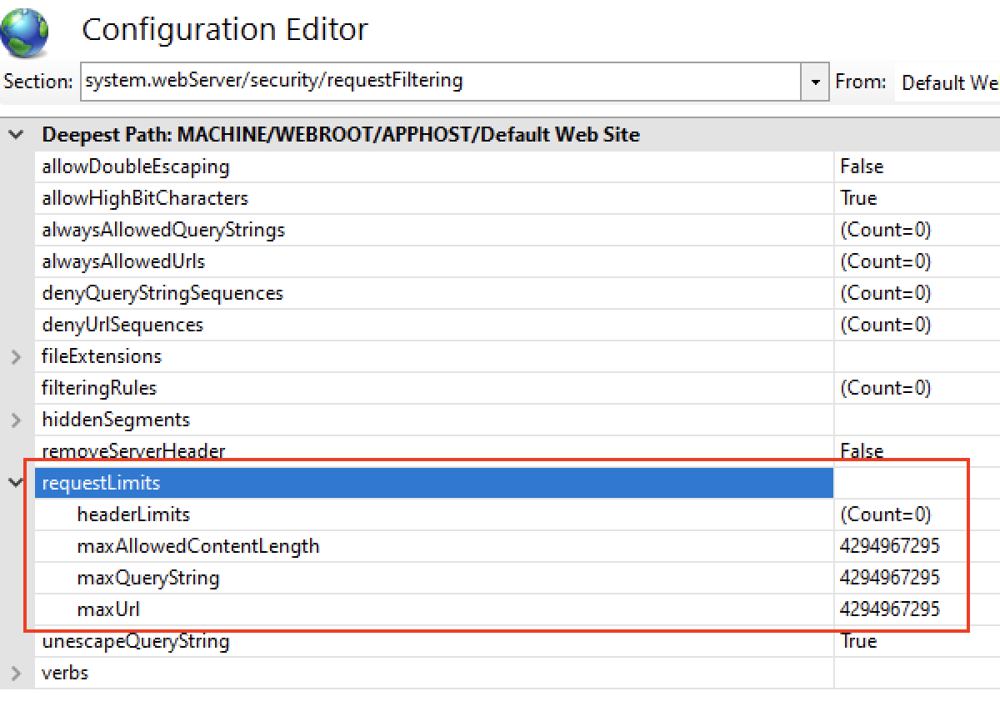 Configuration Editor
Section: system.webServer/security/requestFiltering From: Default We
Deepest Path: MACHINE/WEBROOT/APPHOST/Default Web Site
allowDoubleEscaping False
allowHighBitCharacters True
alwaysAllowedQueryStrings (Count=0)
alwaysAllowedUrls (Count=0)
denyQueryStringSequences (Count=0)
denyUrlSequences (Count=0)
fileExtensions
filteringRules (Count=0)
hiddenSegments
removeServerHeader False
requestLimits
headerLimits (Count=0)
maxAllowedContentLength 4294967295
maxQueryString 4294967295
maxUrl 4294967295
unescapeQueryString True
verbs